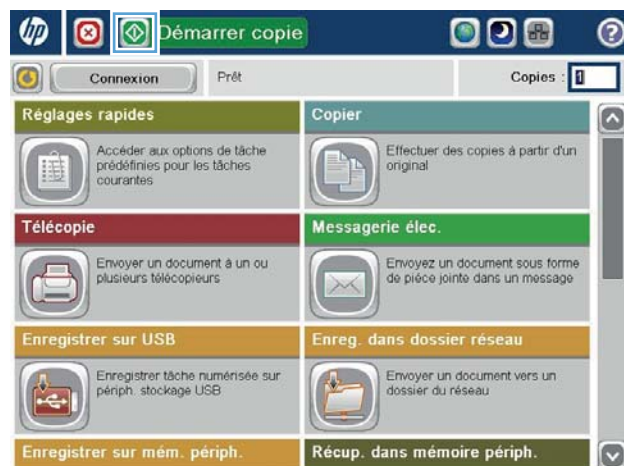 hp
Démarrer copie
?
Connexion
Prêt
Copies :
1
Réglages rapides
Copier
Accéder aux options de tâche
prédéfinies pour les tâches
courantes
Effectuer des copies à partir d'un
original
Télécopie
Messagerie élec.
Envoyer un document à un ou
plusieurs télécopieurs
Envoyez un document sous forme
de pièce jointe dans un message
Enregistrer sur USB
Enreg. dans dossier réseau
Enregistrer tâche numérisée sur
périph. stockage USB
Envoyer un document vers un
dossier du réseau
Enregistrer sur mém. périph.
Récup. dans mémoire périph.